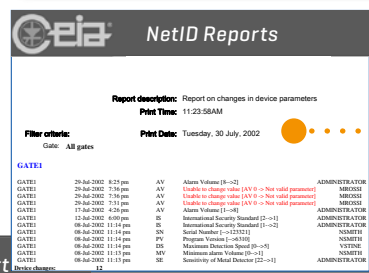 ceia NetID Reports
Report description: Report on changes in device parameters
Print Time: 11:23:58AM
Filter criteria: Print Date: Tuesday, 30 July, 2002
Gate: All gates
GATE1
GATE1 29-Jul-2002 8:25 pm AV Alarm Volume [8-->2] ADMINISTRATOR
GATE1 29-Jul-2002 7:36 pm AV Unable to change value [AV 0 -> Not valid parameter] MROSSI
GATE1 29-Jul-2002 7:36 pm AV Unable to change value [AV 0 -> Not valid parameter] MROSSI
GATE1 29-Jul-2002 7:31 pm AV Unable to change value [AV 0 -> Not valid parameter] MROSSI
GATE1 17-Jul-2002 4:26 pm AV Alarm Volume [1-->8] ADMINISTRATOR
GATE1 12-Jul-2002 6:00 pm IS International Security Standard [2-->1] ADMINISTRATOR
GATE1 08-Jul-2002 11:14 pm IS International Security Standard [1-->2] ADMINISTRATOR
GATE1 08-Jul-2002 11:14 pm SN Serial Number [-->123321] NSMITH
GATE1 08-Jul-2002 11:14 pm PV Program Version [-->6310] NSMITH
GATE1 08-Jul-2002 11:14 pm DS Maximum Detection Speed [0-->5] VSTINE
GATE1 08-Jul-2002 11:13 pm MV Minimum alarm Volume [0-->1] NSMITH
GATE1 08-Jul-2002 11:13 pm SE Sensitivity of Metal Detector [22-->1] ADMINISTRATOR
Device changes: 12